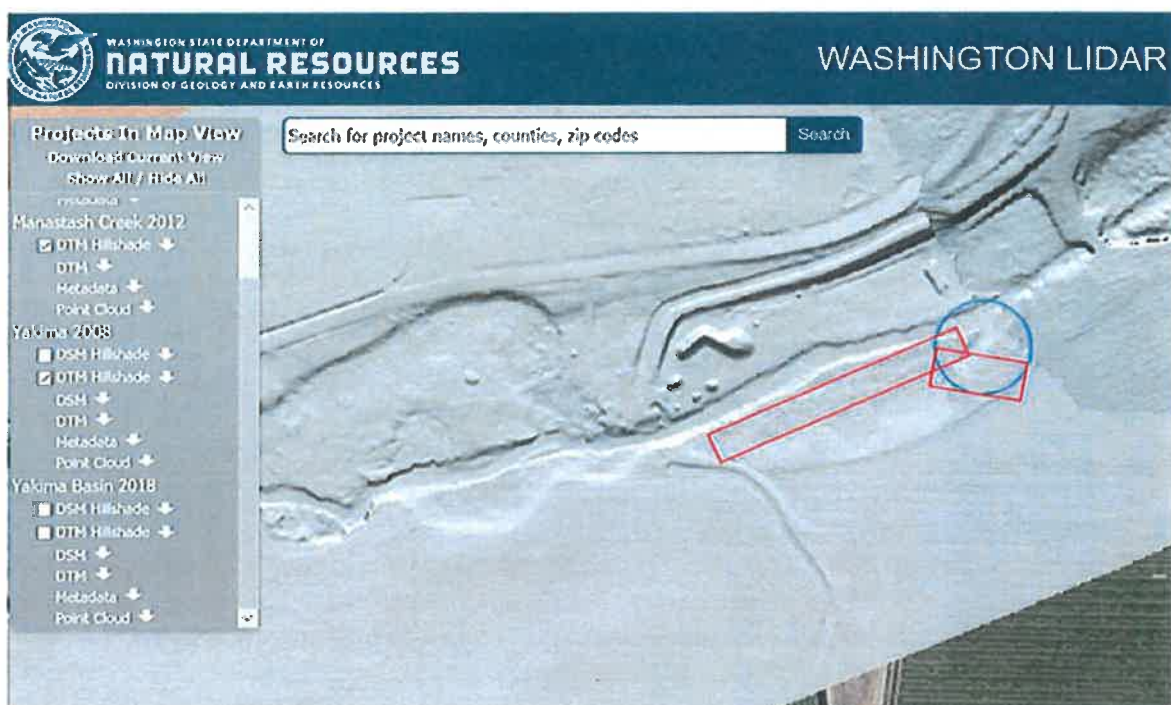 WASHINGTON STATE DEPARTMENT OF
NATURAL RESOURCES
DIVISION OF GEOLOGY AND EARTH RESOURCES
WASHINGTON LIDAR
Projects In Map View
Download Current View
Show All / Hide All
Search for project names, counties, zip codes
Search
Manastash Creek 2012
DTM Hillshade
DTM
Metadata
Point Cloud
Yakima 2008
DSM Hillshade
DTM Hillshade
DSM
DTM
Metadata
Point Cloud
Yakima Basin 2018
DSM Hillshade
DTM Hillshade
DSM
DTM
Metadata
Point Cloud